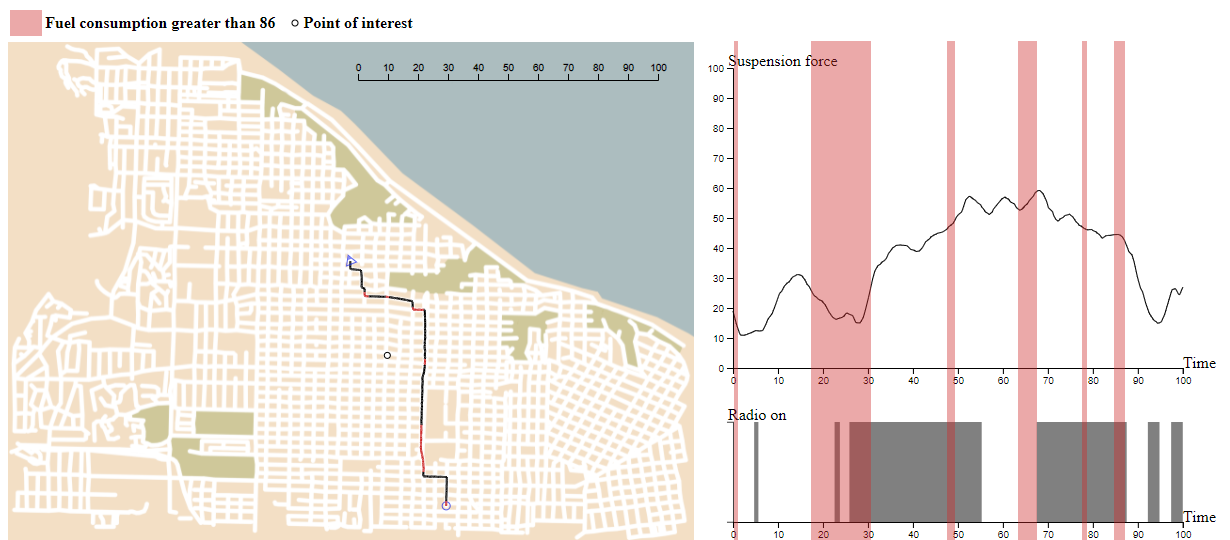 Fuel consumption greater than 86 Point of interest
0 10 20 30 40 50 60 70 80 90 100
Suspension force
100
90
80
70
60
50
40
30
20
10
0
Time
0 10 20 30 40 50 60 70 80 90 100
Radio on
Time
0 10 20 30 40 50 60 70 80 90 100